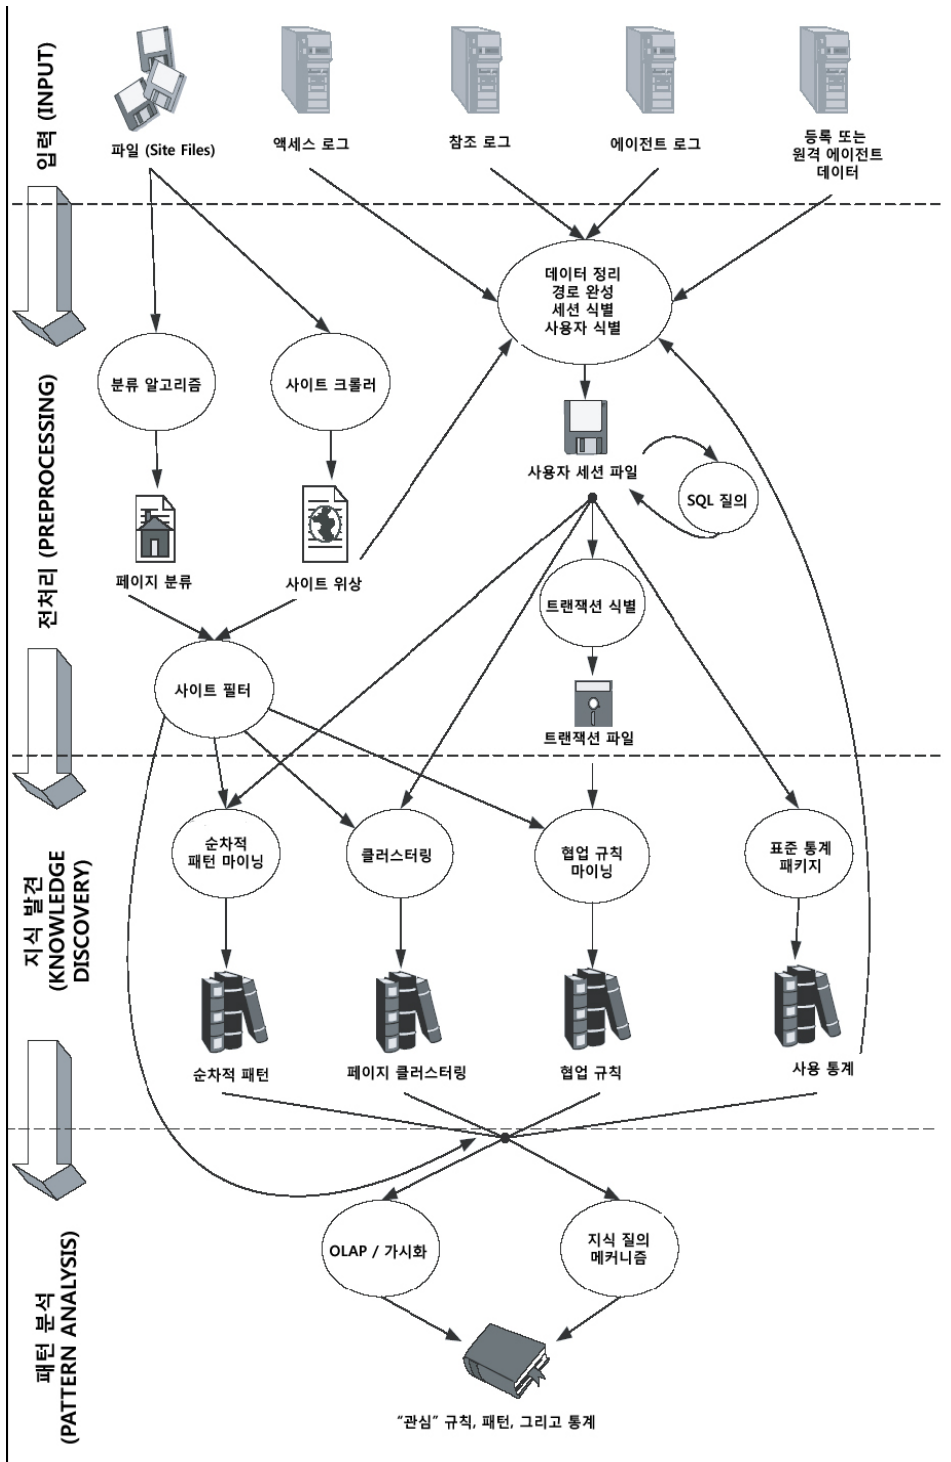 입력 (INPUT)
파일 (Site Files)
액세스 로그
참조 로그
에이전트 로그
등록 또는
원격 에이전트
데이터
데이터 정리
경로 완성
세션 식별
사용자 식별
전처리 (PREPROCESSING)
분류 알고리즘
사이트 크롤러
사용자 세션 파일
SQL 질의
페이지 분류
사이트 위상
트랜잭션 식별
사이트 필터
트랜잭션 파일
지식 발견
(KNOWLEDGE
DISCOVERY)
순차적
패턴 마이닝
클러스터링
협업 규칙
마이닝
표준 통계
패키지
순차적 패턴
페이지 클러스터링
협업 규칙
사용 통계
패턴 분석
(PATTERN ANALYSIS)
OLAP / 가시화
지식 질의
메커니즘
“관심” 규칙, 패턴, 그리고 통계